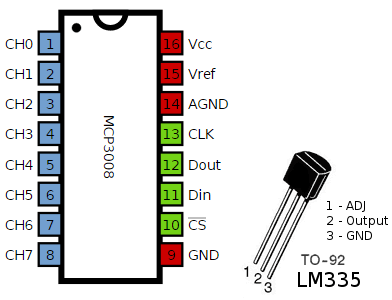 CH0 1 16 Vcc
CH1 2 15 Vref
CH2 3 14 AGND
CH3 4 13 CLK
CH4 5 12 Dout
CH5 6 11 Din
CH6 7 10 CS
CH7 8 9 GND
MCP3008
1 - ADJ
2 - Output
3 - GND
1
2
3
TO-92
LM335